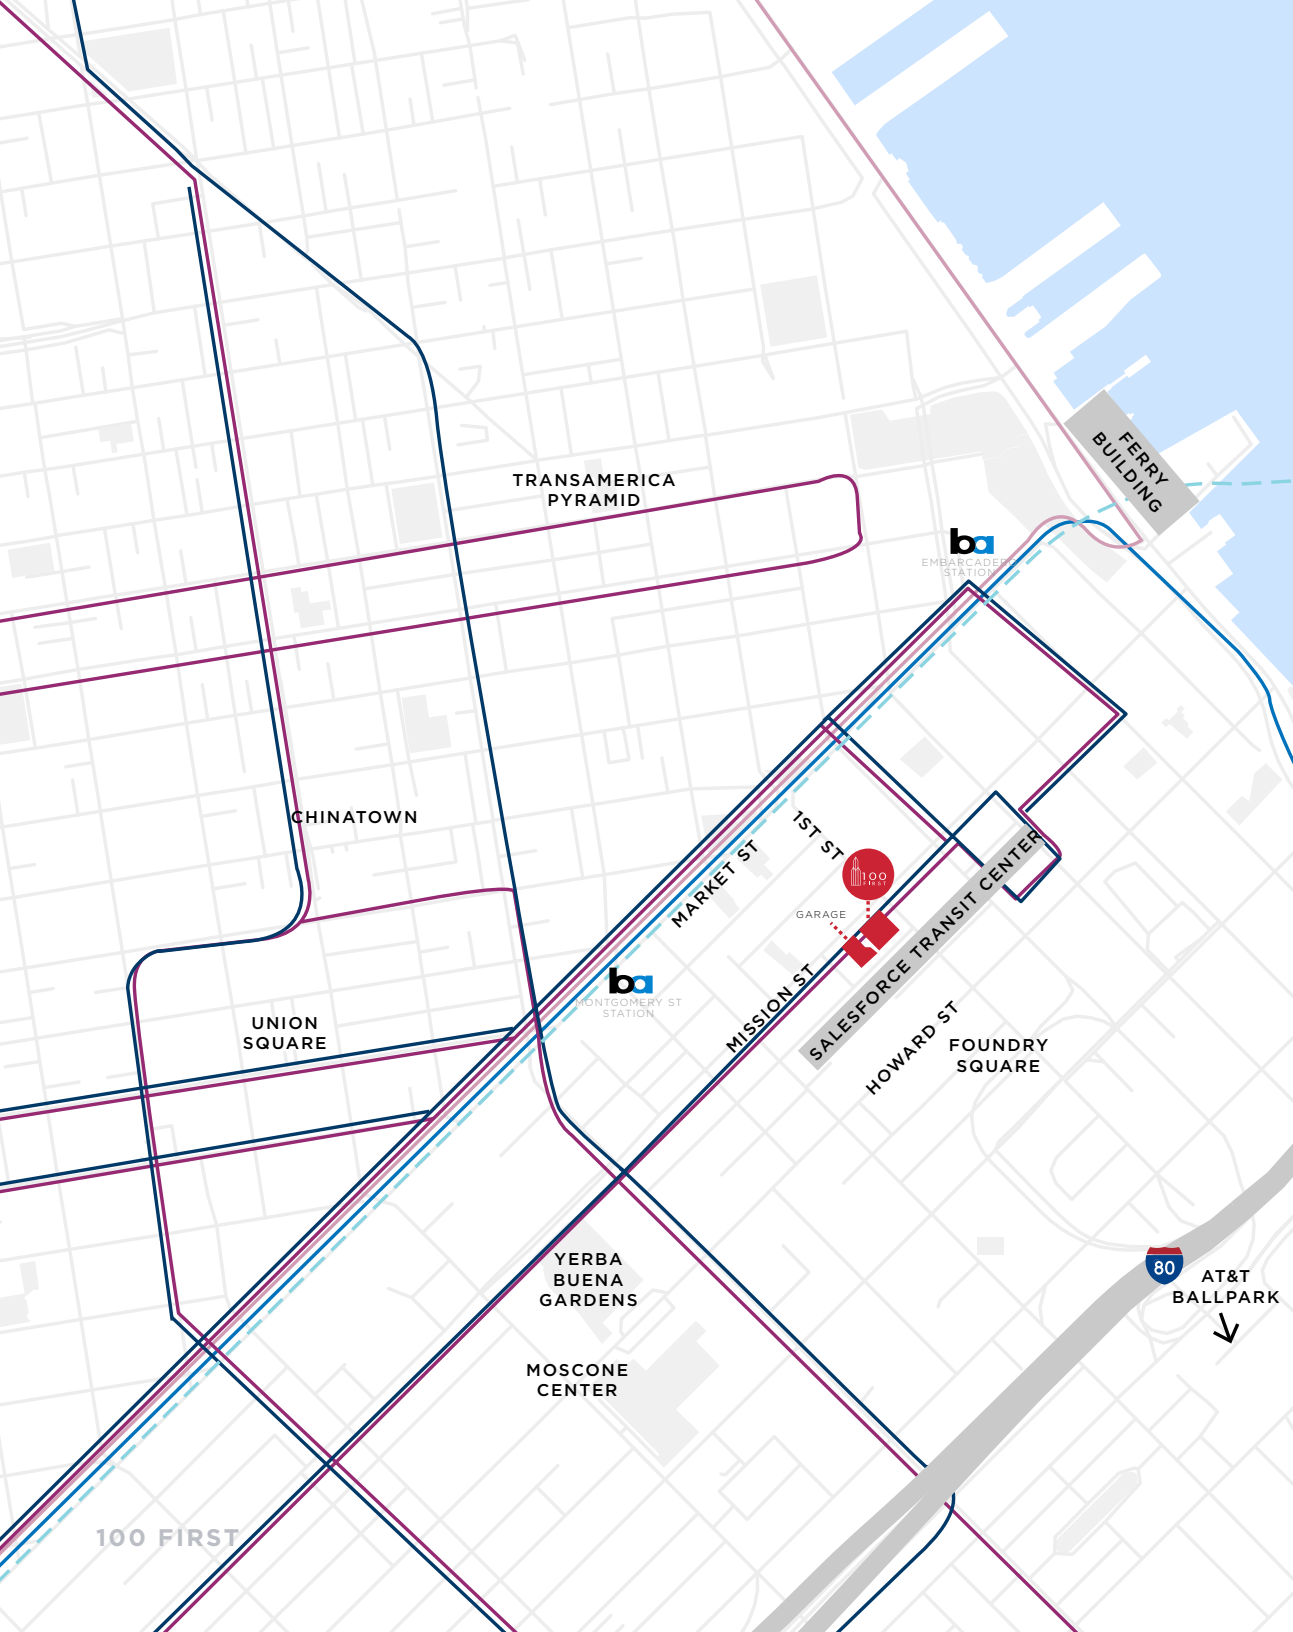 TRANSAMERICA
PYRAMID
FERRY
BUILDING
ba
EMBARCADERO
STATION
CHINATOWN
1ST ST
MARKET ST
100
FIRST
GARAGE
SALESFORCE TRANSIT CENTER
ba
MONTGOMERY ST
STATION
MISSION ST
UNION
SQUARE
HOWARD ST
FOUNDRY
SQUARE
YERBA
BUENA
GARDENS
80
AT&T
BALLPARK
MOSCONE
CENTER
100 FIRST